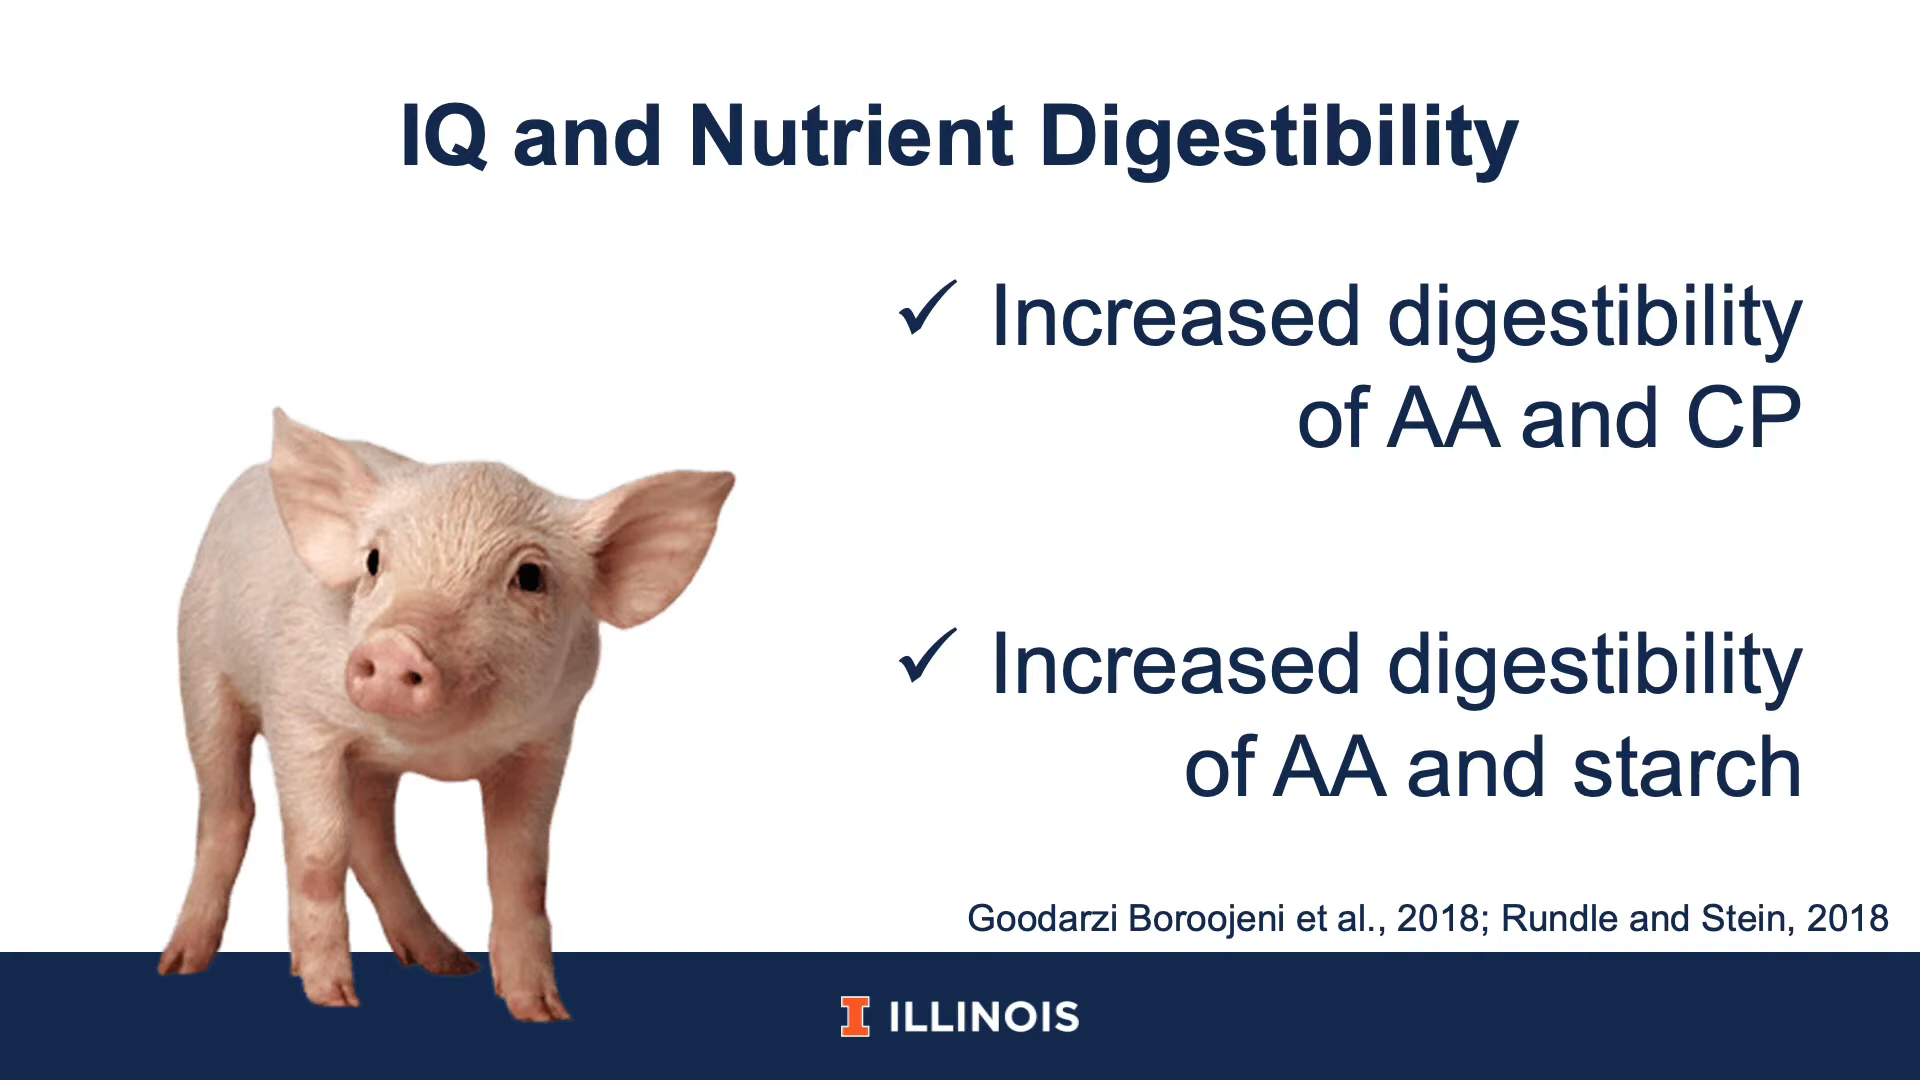 IQ and Nutrient Digestibility
✓ Increased digestibility
of AA and CP
✓ Increased digestibility
of AA and starch
Goodarzi Boroojeni et al., 2018; Rundle and Stein, 2018
I ILLINOIS